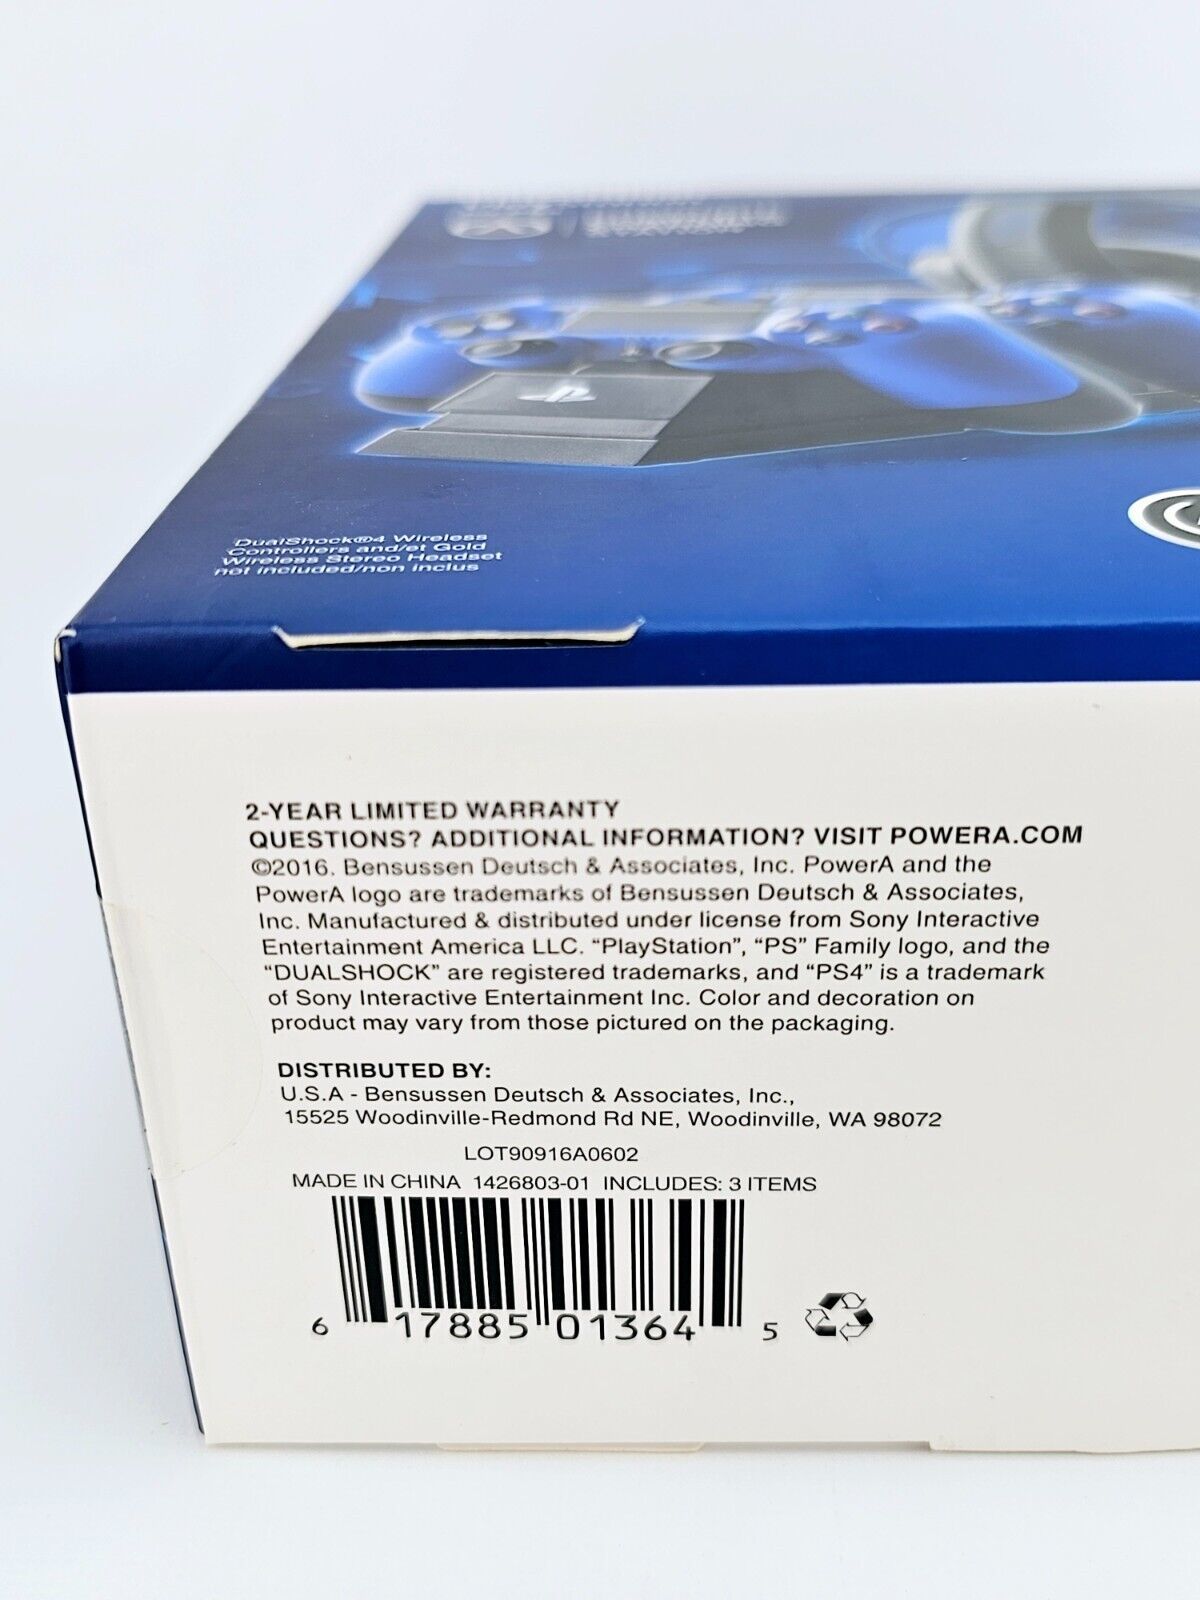 DualShock®4 Wireless
Controllers and/et Gold
Wireless Stereo Headset
not included/non inclus
2-YEAR LIMITED WARRANTY
QUESTIONS? ADDITIONAL INFORMATION? VISIT POWERA.COM
©2016. Bensussen Deutsch & Associates, Inc. PowerA and the
PowerA logo are trademarks of Bensussen Deutsch & Associates,
Inc. Manufactured & distributed under license from Sony Interactive
Entertainment America LLC. “PlayStation”, “PS” Family logo, and the
“DUALSHOCK” are registered trademarks, and “PS4” is a trademark
of Sony Interactive Entertainment Inc. Color and decoration on
product may vary from those pictured on the packaging.
DISTRIBUTED BY:
U.S.A - Bensussen Deutsch & Associates, Inc.,
15525 Woodinville-Redmond Rd NE, Woodinville, WA 98072
LOT90916A0602
MADE IN CHINA 1426803-01 INCLUDES: 3 ITEMS
6 17885 01364 5